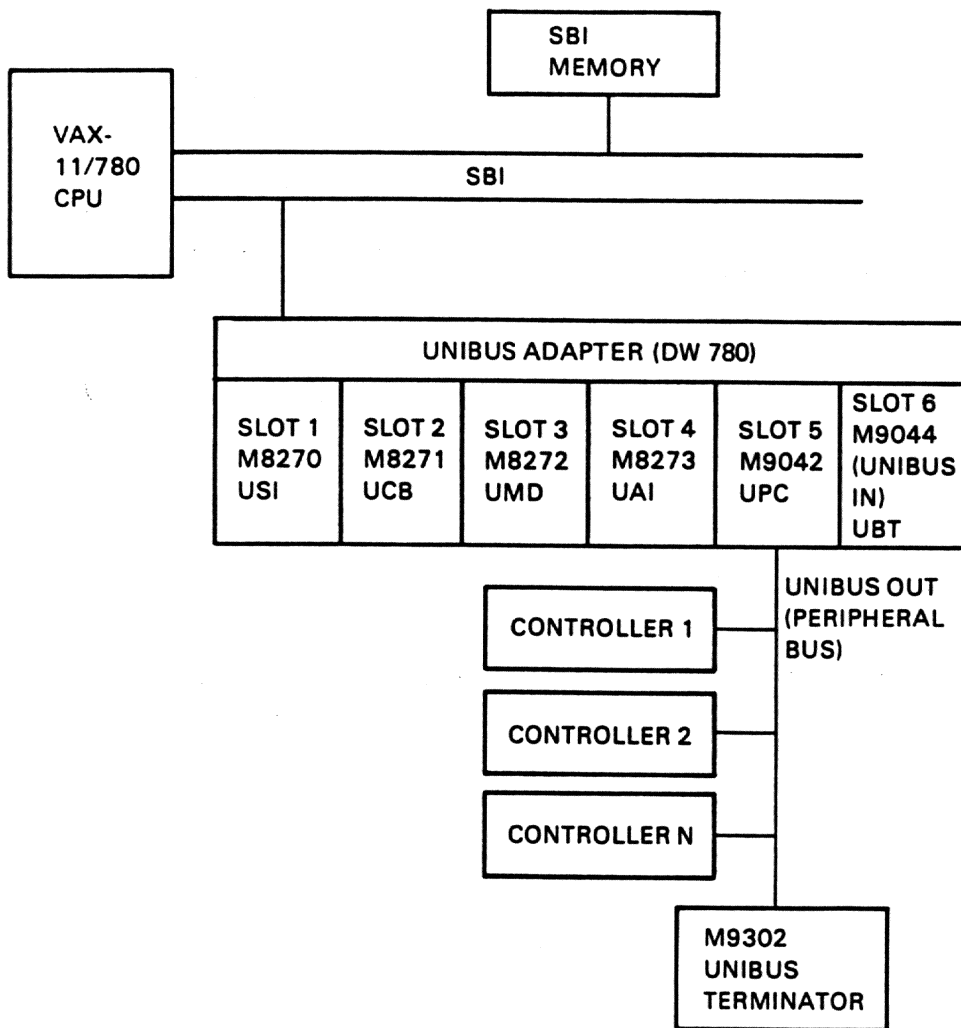 SBI
MEMORY
VAX-
11/780
CPU
SBI
UNIBUS ADAPTER (DW 780)
SLOT 1
M8270
USI
SLOT 2
M8271
UCB
SLOT 3
M8272
UMD
SLOT 4
M8273
UAI
SLOT 5
M9042
UPC
SLOT 6
M9044
(UNIBUS
IN)
UBT
UNIBUS OUT
(PERIPHERAL
BUS)
CONTROLLER 1
CONTROLLER 2
CONTROLLER N
M9302
UNIBUS
TERMINATOR